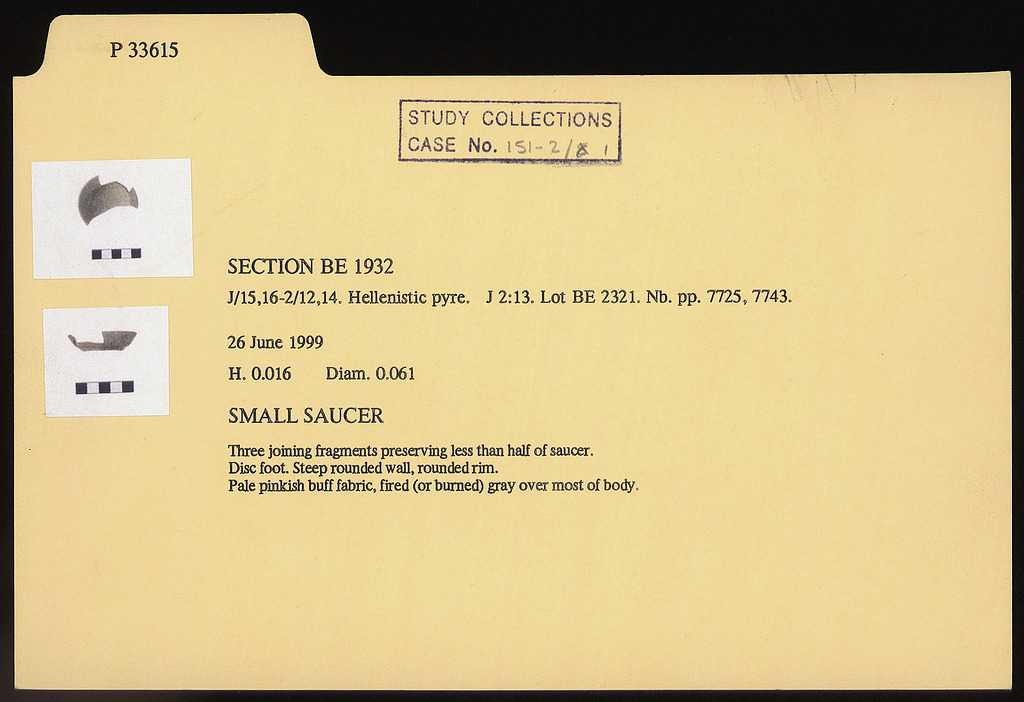 P 33615
STUDY COLLECTIONS
CASE No. 151-2/ 1
SECTION BE 1932
J/15,16-2/12,14. Hellenistic pyre. J 2:13. Lot BE 2321. Nb. pp. 7725, 7743.
26 June 1999
H. 0.016 Diam. 0.061
SMALL SAUCER
Three joining fragments preserving less than half of saucer.
Disc foot. Steep rounded wall, rounded rim.
Pale pinkish buff fabric, fired (or burned) gray over most of body.